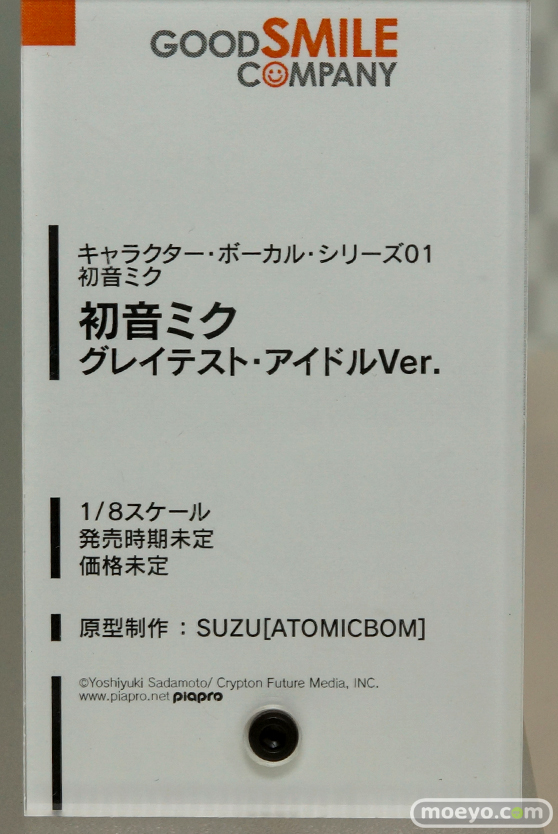 GOODSMILE
COMPANY
キャラクター・ボーカル・シリーズ01
初音ミク
初音ミク
グレイテスト・アイドルVer.
1/8スケール
発売時期未定
価格未定
原型制作：SUZU[ATOMICBOM]
©Yoshiyuki Sadamoto/ Crypton Future Media, INC.
www.piapro.net piapro
moeyo.com